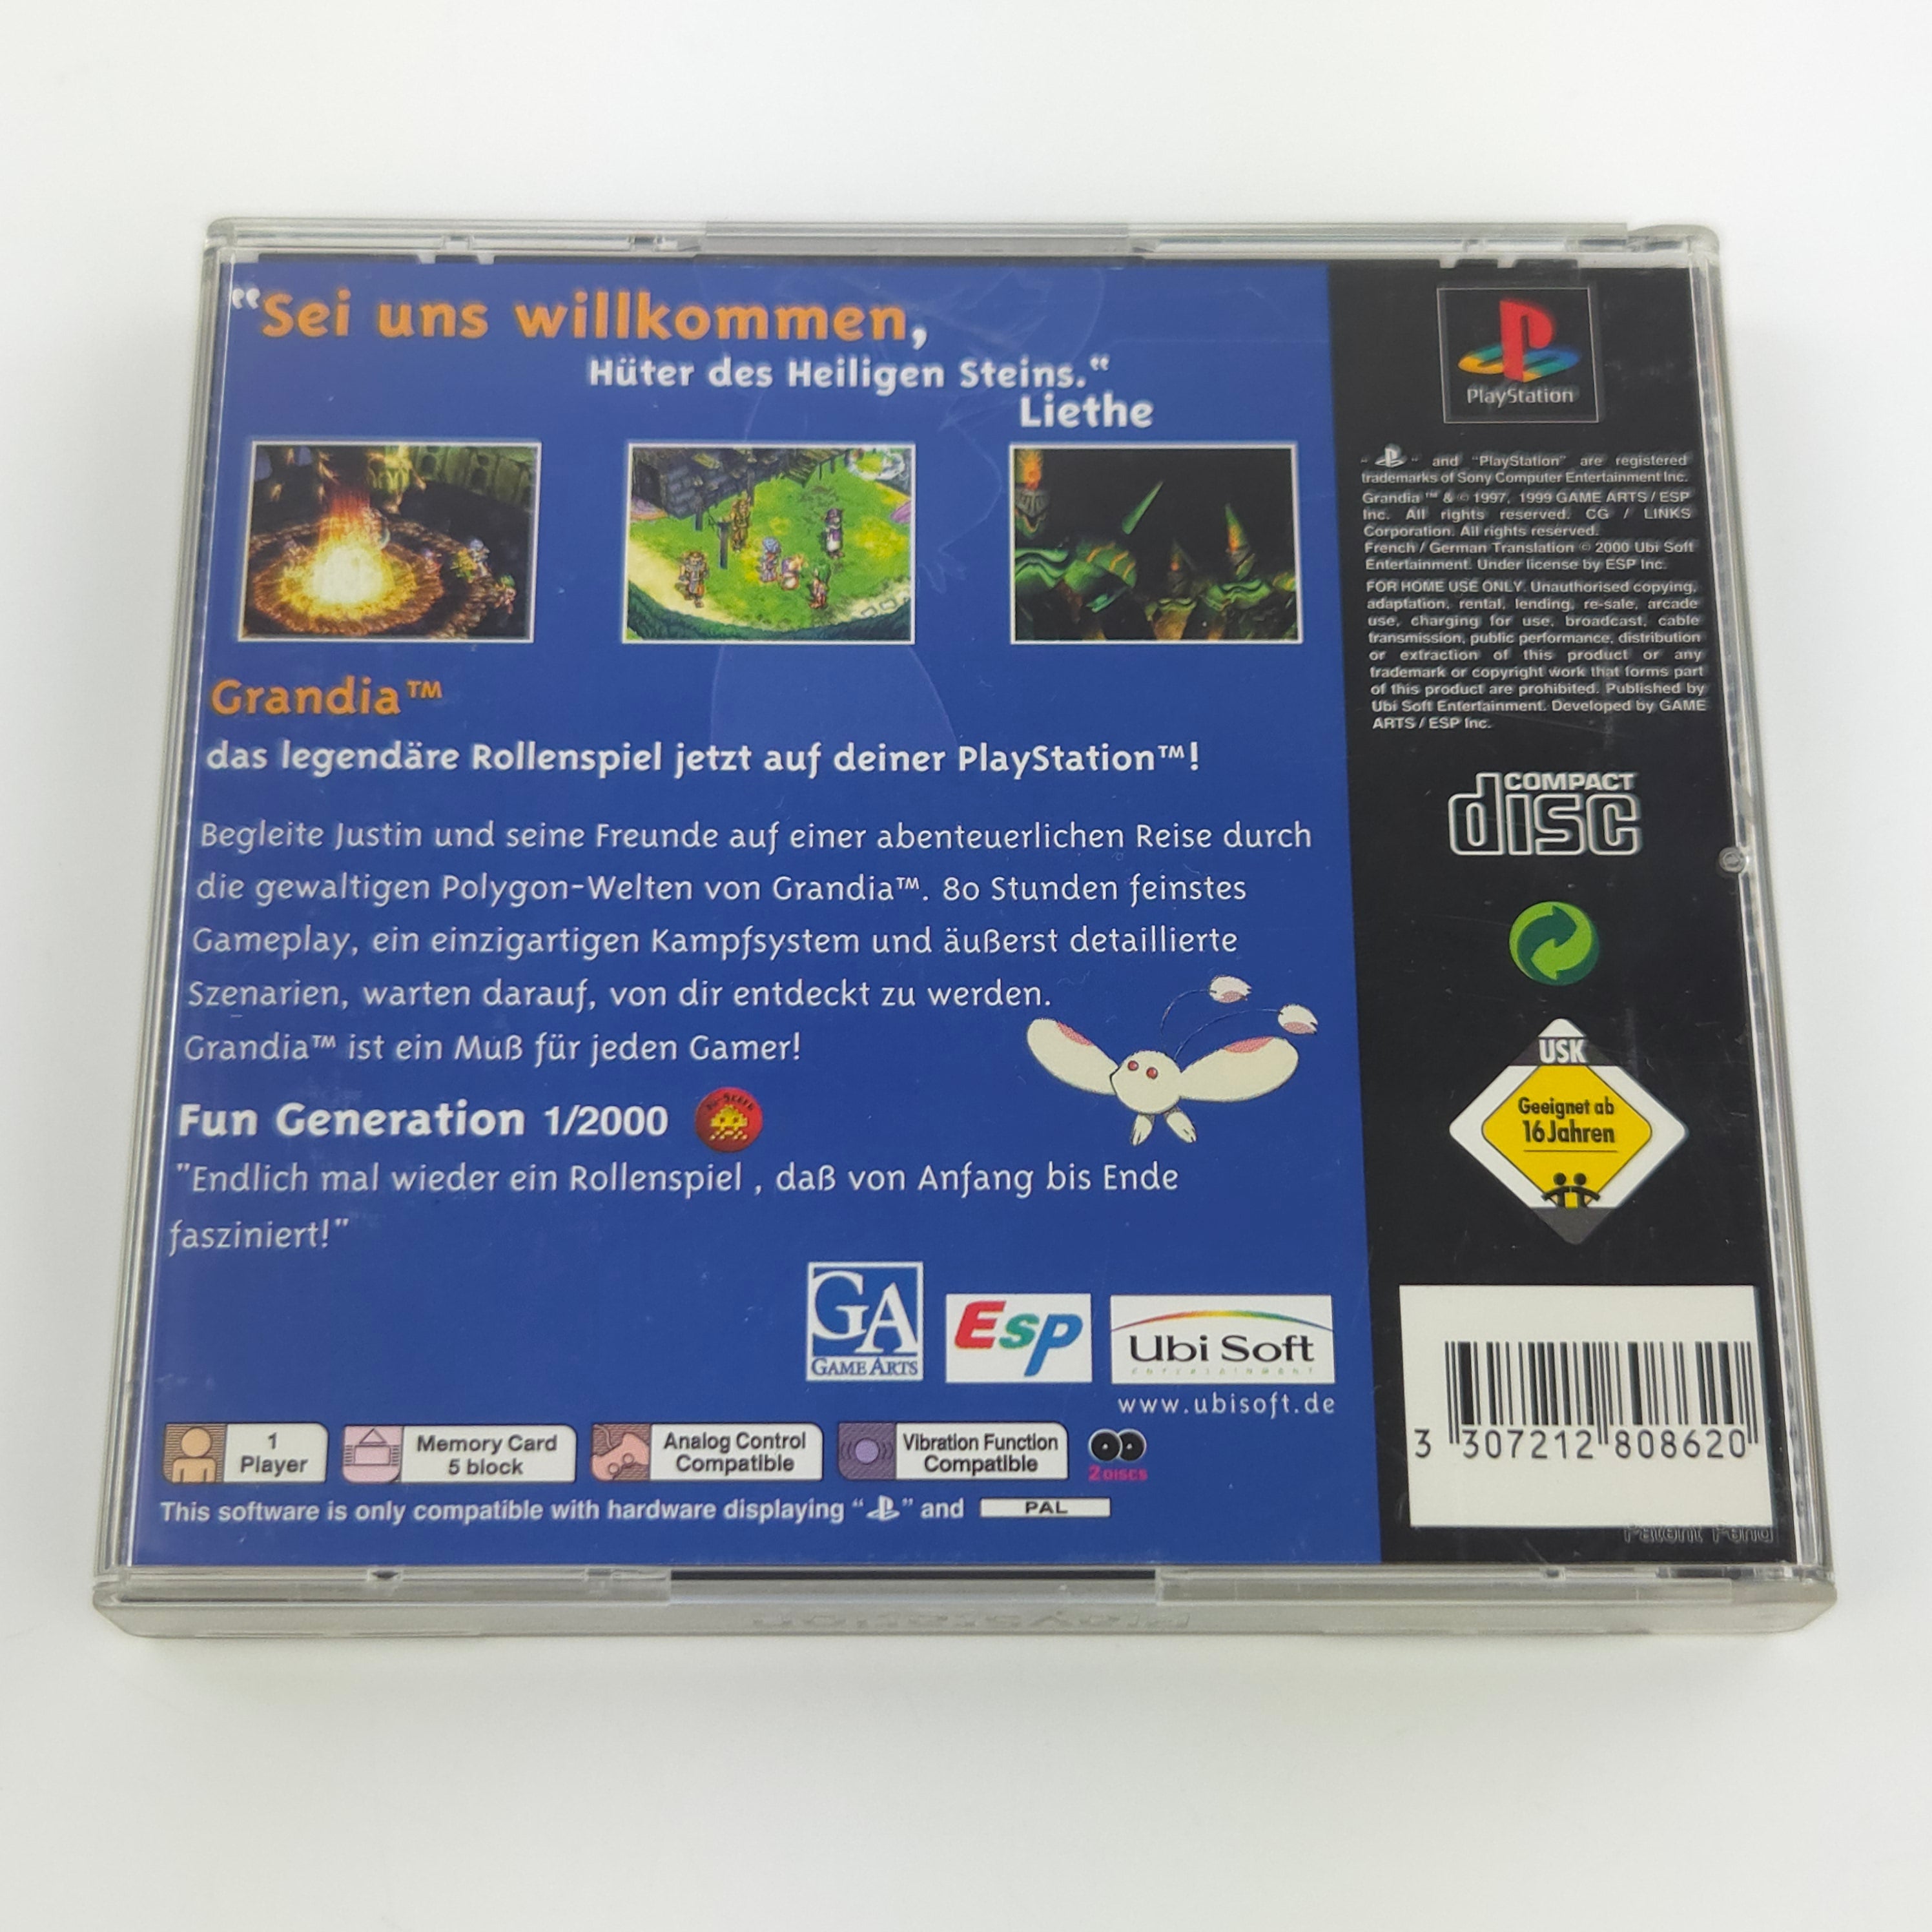 “Sei uns willkommen,
Hüter des Heiligen Steins.“
Liethe
Grandia™
das legendäre Rollenspiel jetzt auf deiner PlayStation™!
Begleite Justin und seine Freunde auf einer abenteuerlichen Reise durch
die gewaltigen Polygon-Welten von Grandia™. 80 Stunden feinstes
Gameplay, ein einzigartigen Kampfsystem und äußerst detaillierte
Szenarien, warten darauf, von dir entdeckt zu werden.
Grandia™ ist ein Muß für jeden Gamer!
Fun Generation 1/2000
"Endlich mal wieder ein Rollenspiel , daß von Anfang bis Ende
fasziniert!"
GA
GAME ARTS
Esp
Ubi Soft
ENTERTAINMENT
www.ubisoft.de
1
Player
Memory Card
5 block
Analog Control
Compatible
Vibration Function
Compatible
2 DISCS
This software is only compatible with hardware displaying “ ” and PAL
PlayStation
“ ” and “PlayStation” are registered
trademarks of Sony Computer Entertainment Inc.
Grandia ™ & © 1997, 1999 GAME ARTS / ESP
Inc. All rights reserved. CG / LINKS
Corporation. All rights reserved.
French / German Translation © 2000 Ubi Soft
Entertainment. Under license by ESP Inc.
FOR HOME USE ONLY. Unauthorised copying,
adaptation, rental, lending, re-sale, arcade
use, charging for use, broadcast, cable
transmission, public performance, distribution
or extraction of this product or any
trademark or copyright work that forms part
of this product are prohibited. Published by
Ubi Soft Entertainment. Developed by GAME
ARTS / ESP Inc.
COMPACT
disc
USK
Geeignet ab
16 Jahren
3 307212 808620
Patent Pend
PlayStation